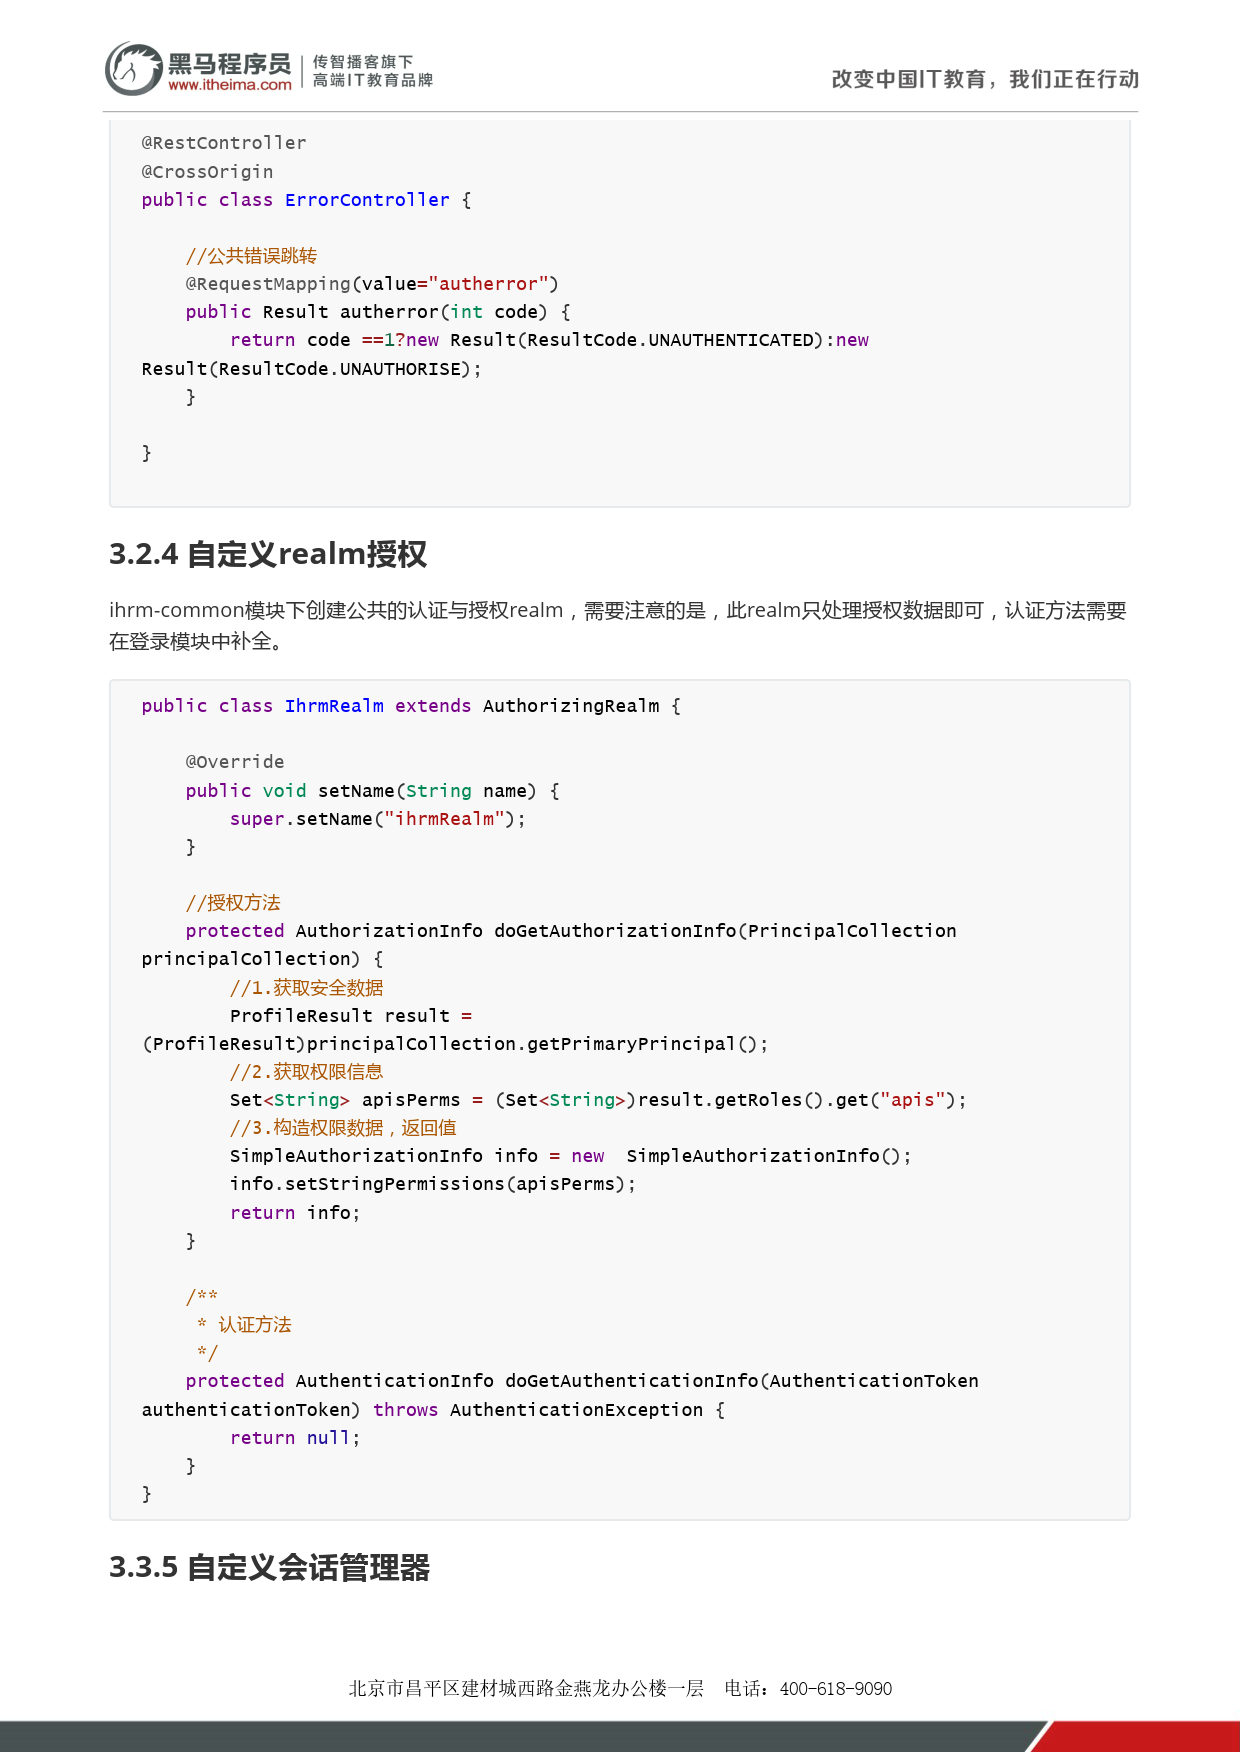 黑马程序员
www.itheima.com
传智播客旗下
高端IT教育品牌
改变中国IT教育，我们正在行动
@RestController
@CrossOrigin
public class ErrorController {
//公共错误跳转
@RequestMapping(value="autherror")
public Result autherror(int code) {
return code ==1?new Result(ResultCode.UNAUTHENTICATED):new
Result(ResultCode.UNAUTHORISE);
}
}
3.2.4 自定义realm授权
ihrm-common模块下创建公共的认证与授权realm，需要注意的是，此realm只处理授权数据即可，认证方法需要
在登录模块中补全。
public class IhrmRealm extends AuthorizingRealm {
@Override
public void setName(String name) {
super.setName("ihrmRealm");
}
//授权方法
protected AuthorizationInfo doGetAuthorizationInfo(PrincipalCollection
principalCollection) {
//1.获取安全数据
ProfileResult result =
(ProfileResult)principalCollection.getPrimaryPrincipal();
//2.获取权限信息
Set<String> apisPerms = (Set<String>)result.getRoles().get("apis");
//3.构造权限数据，返回值
SimpleAuthorizationInfo info = new  SimpleAuthorizationInfo();
info.setStringPermissions(apisPerms);
return info;
}
/**
* 认证方法
*/
protected AuthenticationInfo doGetAuthenticationInfo(AuthenticationToken
authenticationToken) throws AuthenticationException {
return null;
}
}
3.3.5 自定义会话管理器
北京市昌平区建材城西路金燕龙办公楼一层 电话：400-618-9090